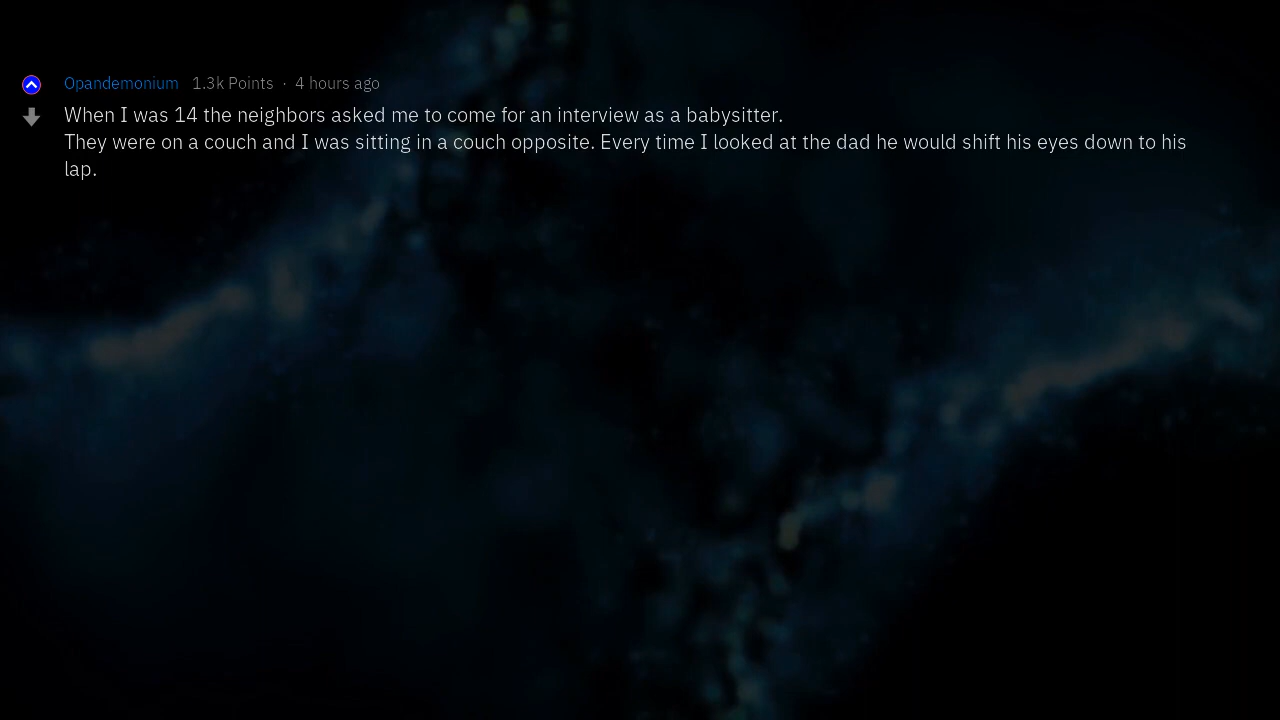 Opandemonium 1.3k Points · 4 hours ago
When I was 14 the neighbors asked me to come for an interview as a babysitter.
They were on a couch and I was sitting in a couch opposite. Every time I looked at the dad he would shift his eyes down to his
lap.